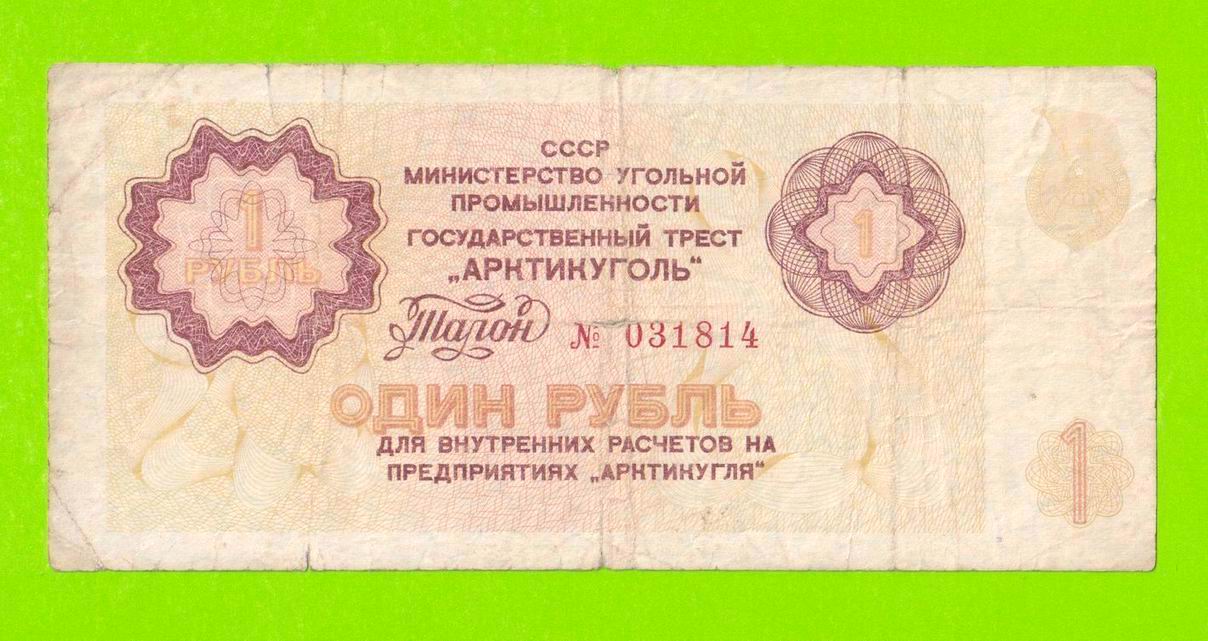 СССР
МИНИСТЕРСТВО УГОЛЬНОЙ
ПРОМЫШЛЕННОСТИ
ГОСУДАРСТВЕННЫЙ ТРЕСТ
„АРКТИКУГОЛЬ“
1
РУБЛЬ
1
Талон № 031814
ОДИН РУБЛЬ
ДЛЯ ВНУТРЕННИХ РАСЧЕТОВ НА
ПРЕДПРИЯТИЯХ „АРКТИКУГЛЯ“
1